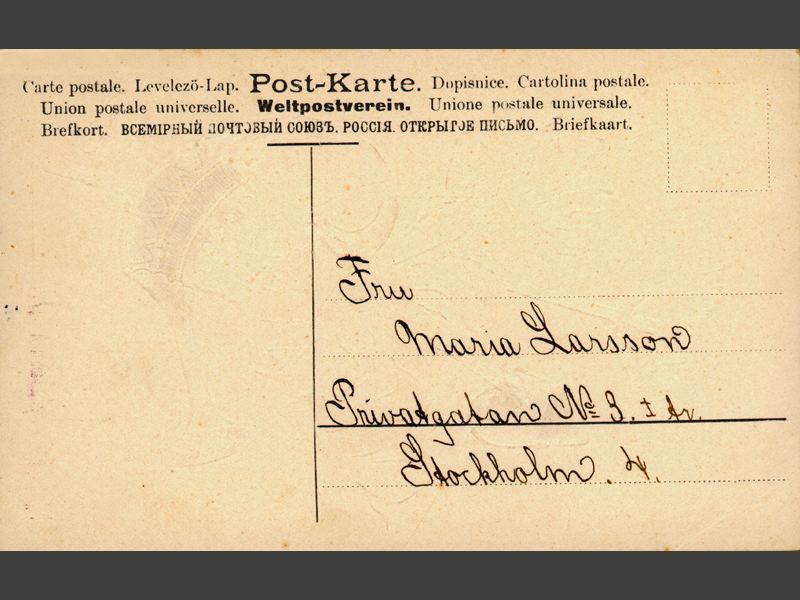 Carte postale. Levelező-Lap. Post-Karte. Dopisnice. Cartolina postale.
Union postale universelle. Weltpostverein. Unione postale universale.
Brefkort. ВСЕМІРНЫЙ ПОЧТОВЫЙ СОЮЗЪ. РОССІЯ. ОТКРЫТОЕ ПИСЬМО. Briefkaart.
Fru
Maria Larsson
Privatgatan № 3. 1 tr.
Stockholm. 4.